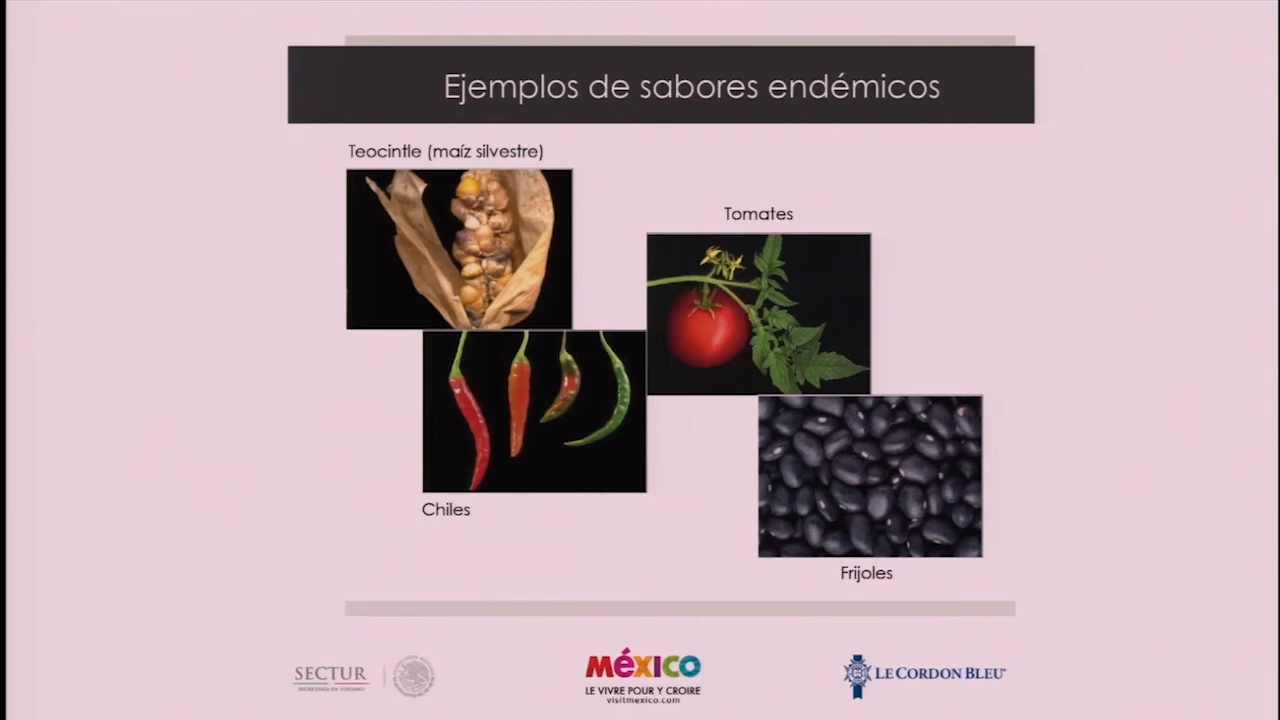 Ejemplos de sabores endémicos
Teocintle (maíz silvestre)
Tomates
Chiles
Frijoles
SECTUR
SECRETARÍA DE TURISMO
MéXICO
LE VIVRE POUR Y CROIRE
visitmexico.com
LE CORDON BLEU